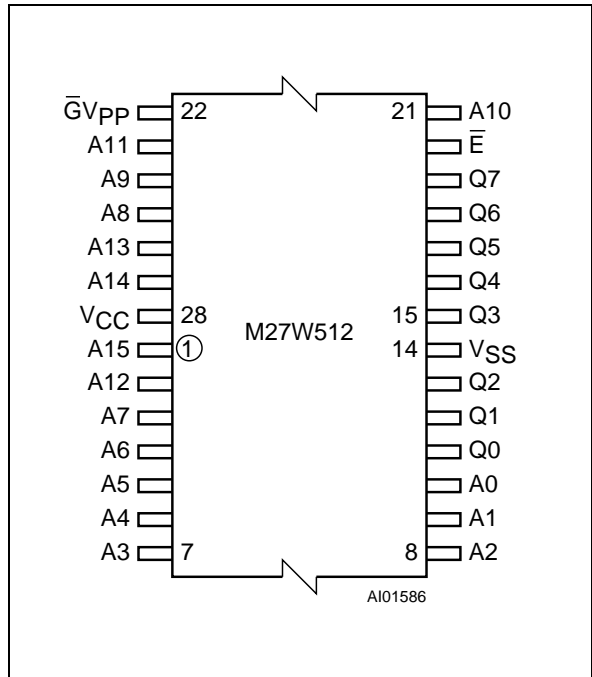 G̅VPP 22 21 A10
A11 E̅
A9 Q7
A8 Q6
A13 Q5
A14 Q4
VCC 28 15 Q3
M27W512
A15 1 14 VSS
A12 Q2
A7 Q1
A6 Q0
A5 A0
A4 A1
A3 7 8 A2
AI01586